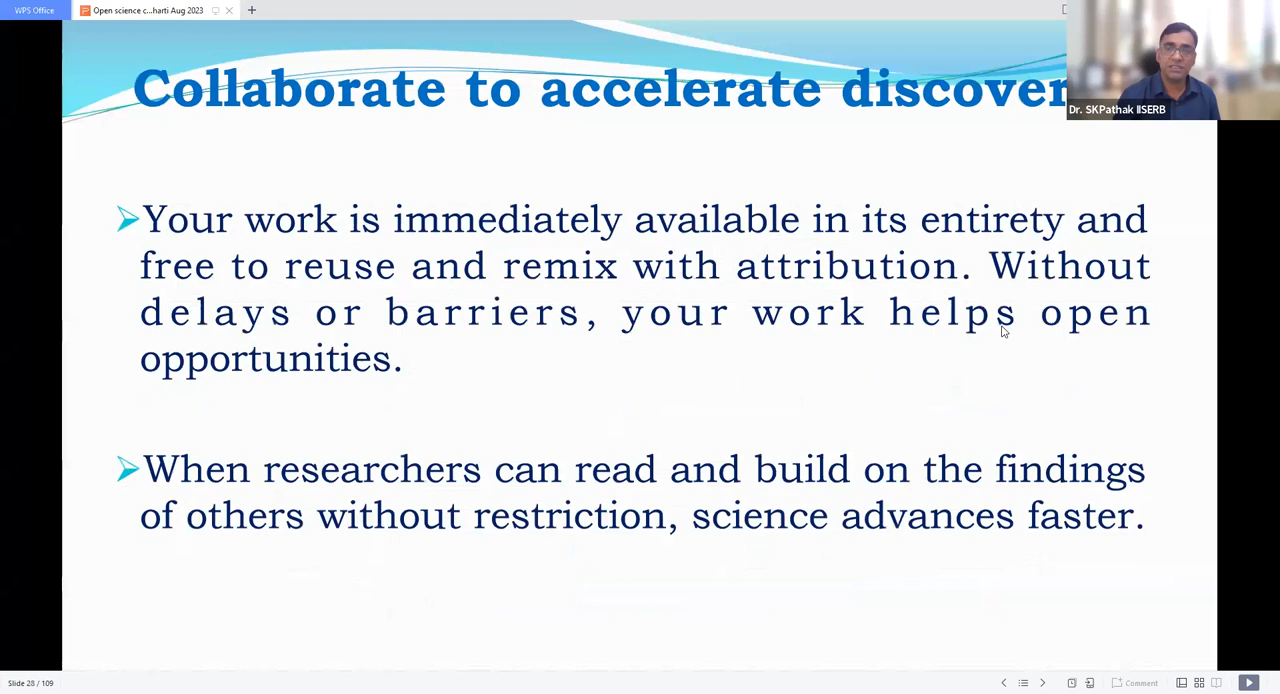 WPS Office
Open science c...harti Aug 2023
Collaborate to accelerate discover
Dr. SKPathak IISERB
Your work is immediately available in its entirety and
free to reuse and remix with attribution. Without
delays or barriers, your work helps open
opportunities.
When researchers can read and build on the findings
of others without restriction, science advances faster.
Slide 28 / 109
Comment